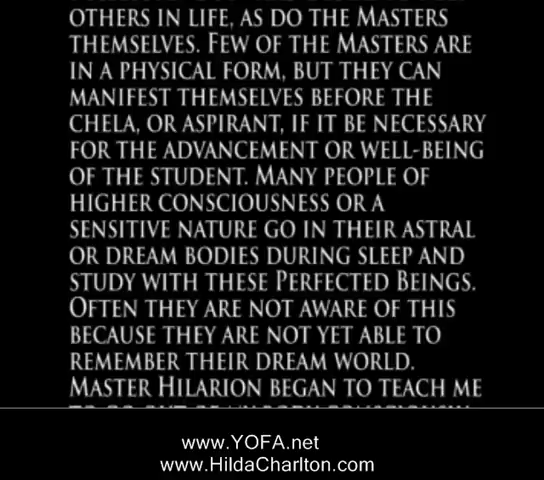 OTHERS IN LIFE, AS DO THE MASTERS
THEMSELVES. FEW OF THE MASTERS ARE
IN A PHYSICAL FORM, BUT THEY CAN
MANIFEST THEMSELVES BEFORE THE
CHELA, OR ASPIRANT, IF IT BE NECESSARY
FOR THE ADVANCEMENT OR WELL-BEING
OF THE STUDENT. MANY PEOPLE OF
HIGHER CONSCIOUSNESS OR A
SENSITIVE NATURE GO IN THEIR ASTRAL
OR DREAM BODIES DURING SLEEP AND
STUDY WITH THESE PERFECTED BEINGS.
OFTEN THEY ARE NOT AWARE OF THIS
BECAUSE THEY ARE NOT YET ABLE TO
REMEMBER THEIR DREAM WORLD.
MASTER HILARION BEGAN TO TEACH ME
www.YOFA.net
www.HildaCharlton.com